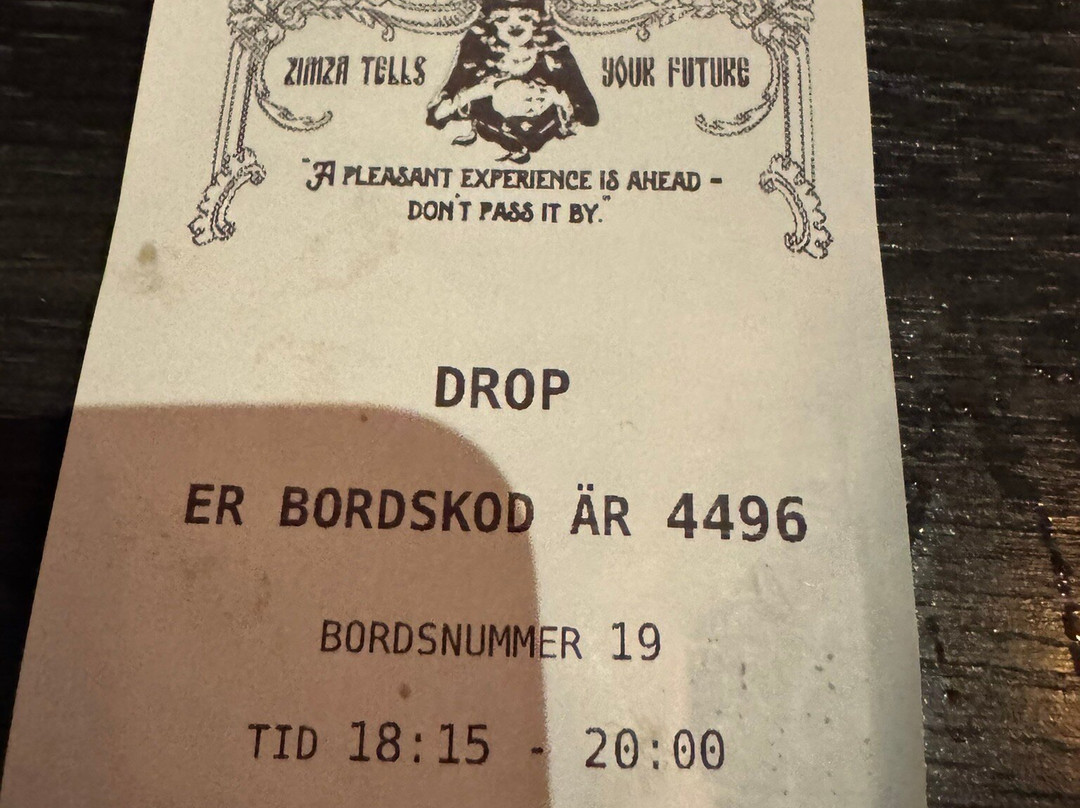 ZIMZA TELLS YOUR FUTURE
"A PLEASANT EXPERIENCE IS AHEAD -
DON'T PASS IT BY."
DROP
ER BORDSKOD ÄR 4496
BORDSNUMMER 19
TID 18:15 - 20:00